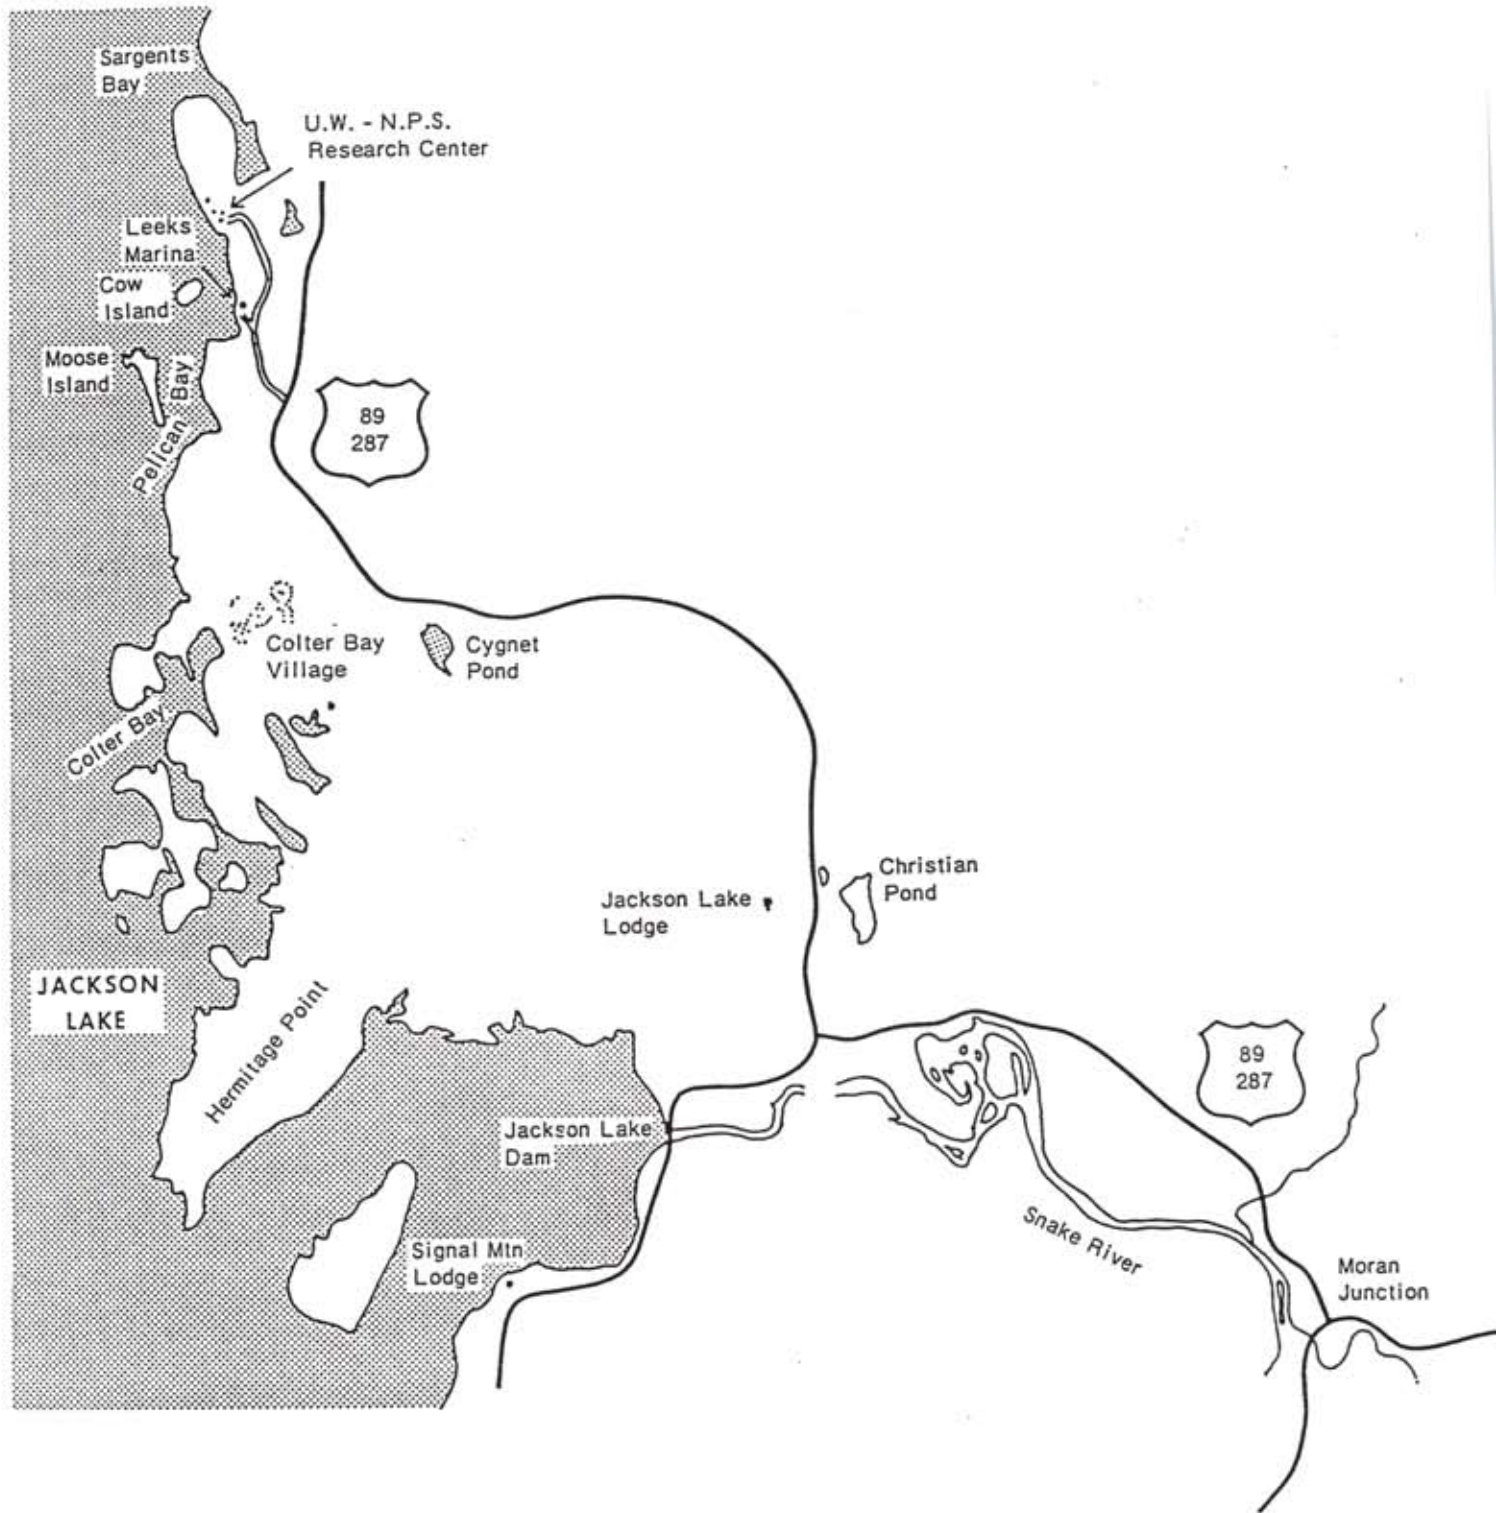 Sargents
Bay
U.W. - N.P.S.
Research Center
Leeks
Marina
Cow
Island
Moose
Island
Pelican Bay
89
287
Colter Bay
Village
Cygnet
Pond
Colter Bay
Christian
Pond
Jackson Lake
Lodge
JACKSON
LAKE
Hermitage Point
89
287
Jackson Lake
Dam
Snake River
Signal Mtn
Lodge
Moran
Junction